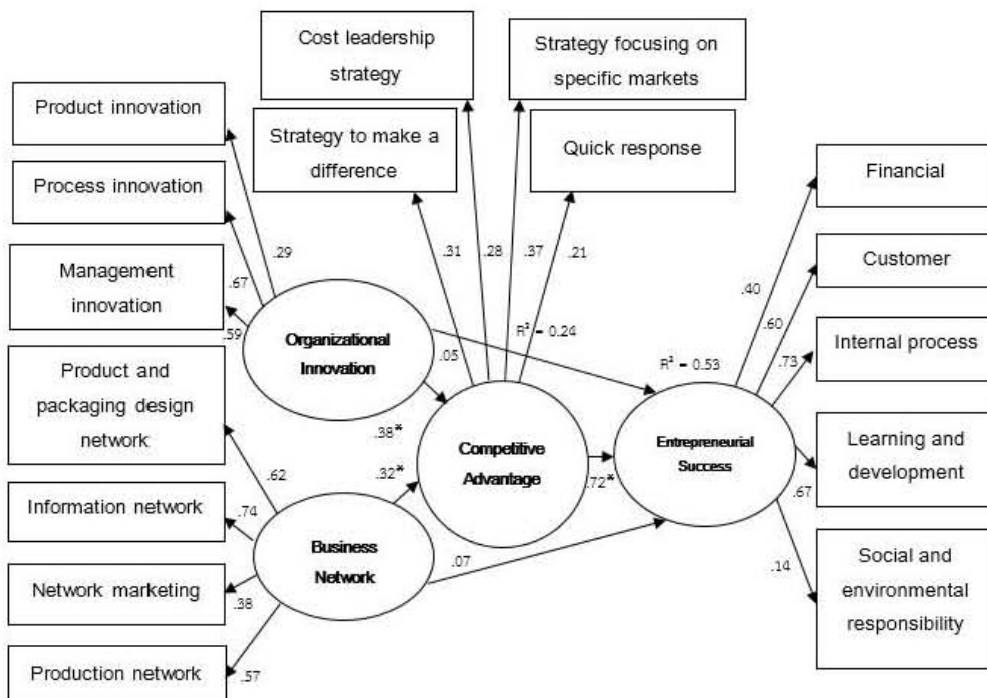 Cost leadership
strategy
Strategy focusing on
specific markets
Product innovation
Strategy to make a
difference
Quick response
Process innovation
Financial
Management
innovation
Customer
Product and
packaging design
network
Internal process
Information network
Learning and
development
Network marketing
Social and
environmental
responsibility
Production network
Organizational
Innovation
Competitive
Advantage
Entrepreneurial
Success
Business
Network
.29
.67
.59
.31
.28
.37
.21
R² = 0.24
.05
.38*
.32*
R² = 0.53
.72*
.07
.62
.74
.38
.57
.40
.60
.73
.67
.14